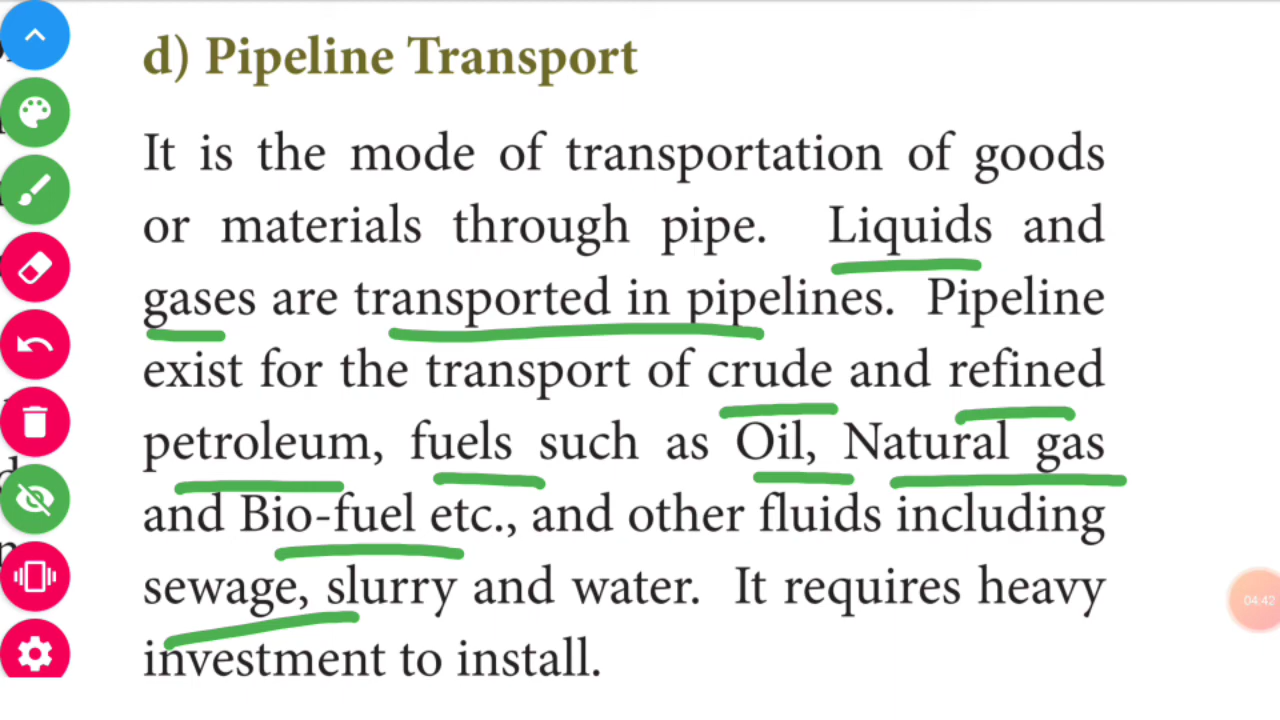 d) Pipeline Transport
It is the mode of transportation of goods
or materials through pipe. Liquids and
gases are transported in pipelines. Pipeline
exist for the transport of crude and refined
petroleum, fuels such as Oil, Natural gas
and Bio-fuel etc., and other fluids including
sewage, slurry and water. It requires heavy
investment to install.
04:42